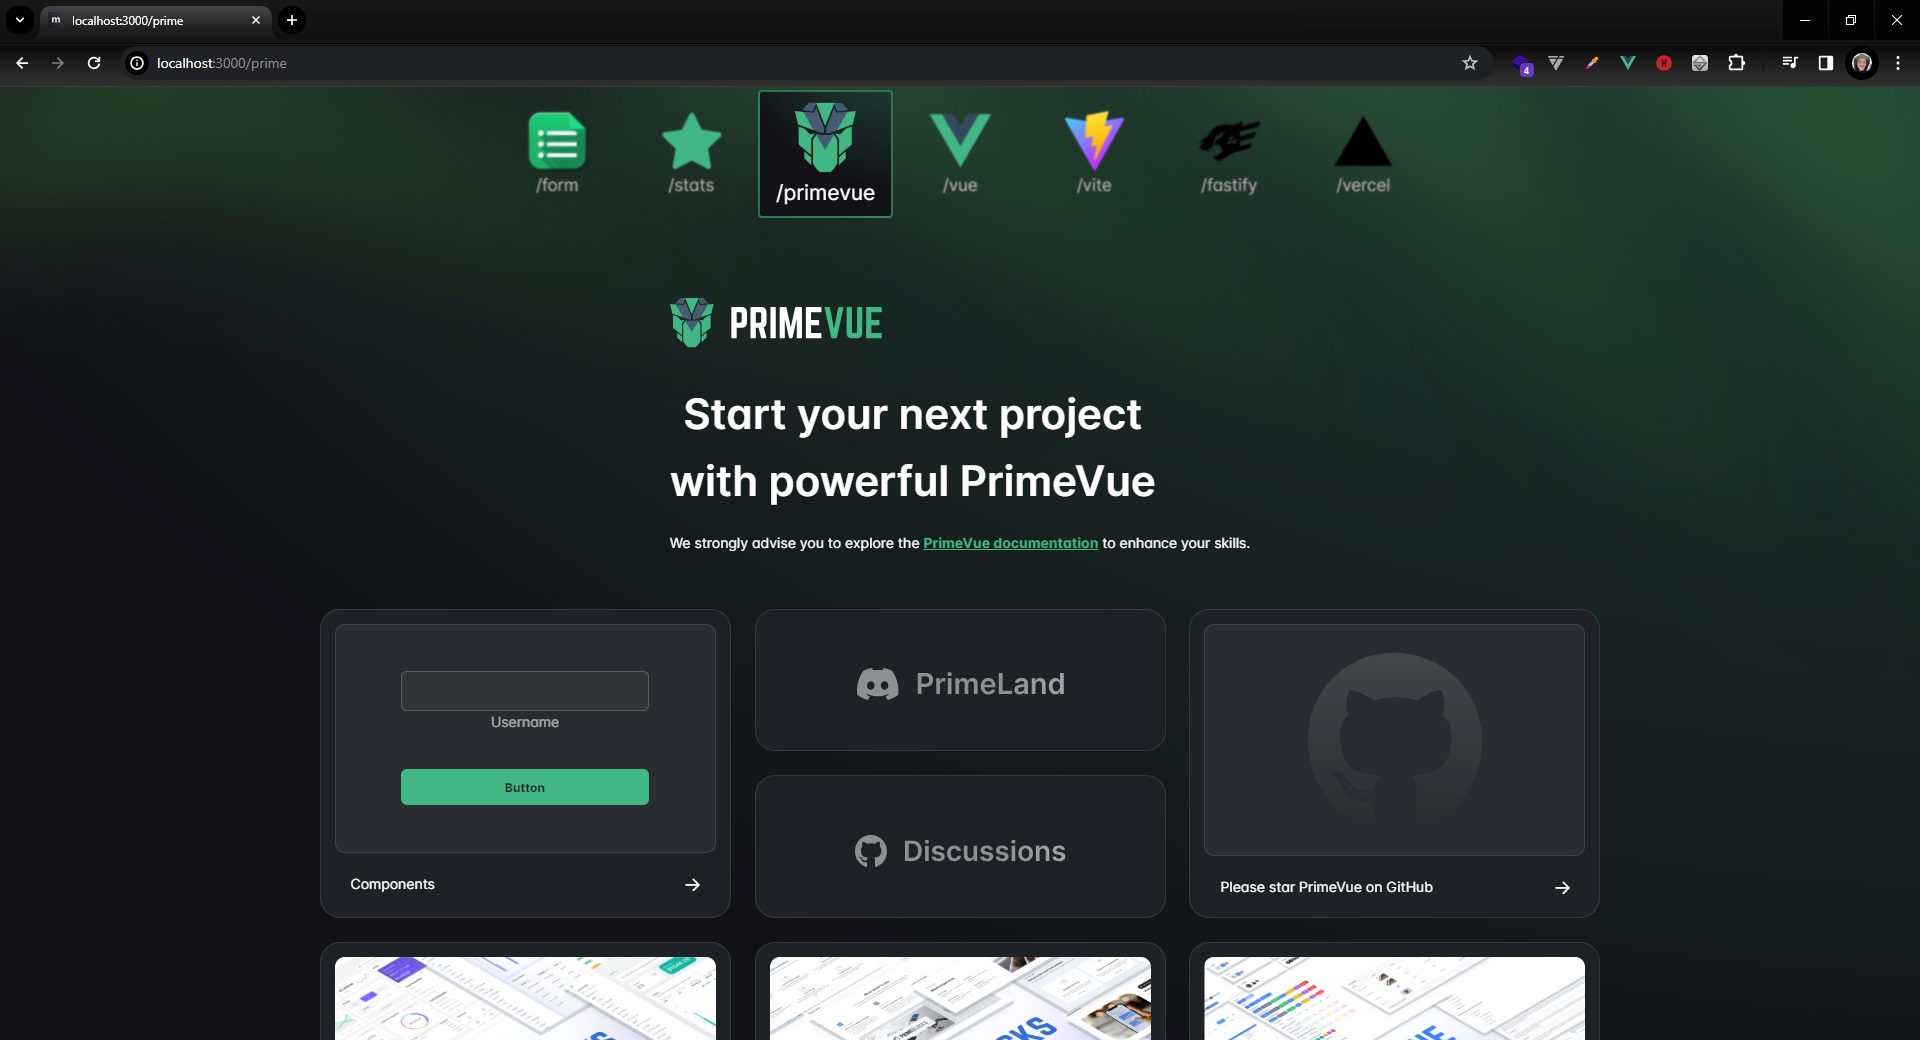 localhost:3000/prime
localhost:3000/prime
4
/form
/stats
/primevue
/vue
/vite
/fastify
/vercel
PRIMEVUE
Start your next project
with powerful PrimeVue
We strongly advise you to explore the PrimeVue documentation to enhance your skills.
Username
Button
Components
PrimeLand
Discussions
Please star PrimeVue on GitHub